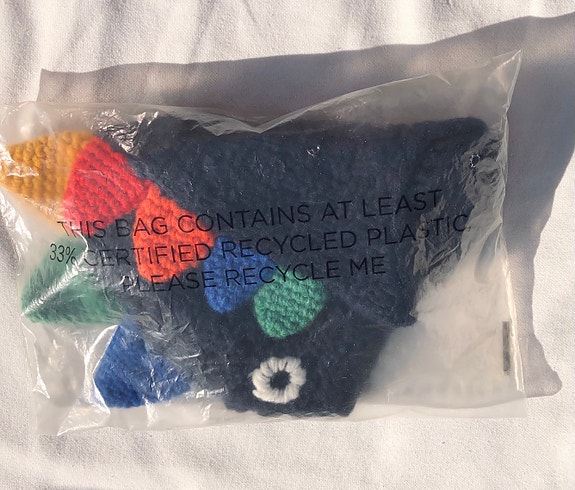 THIS BAG CONTAINS AT LEAST
33% CERTIFIED RECYCLED PLASTIC
PLEASE RECYCLE ME